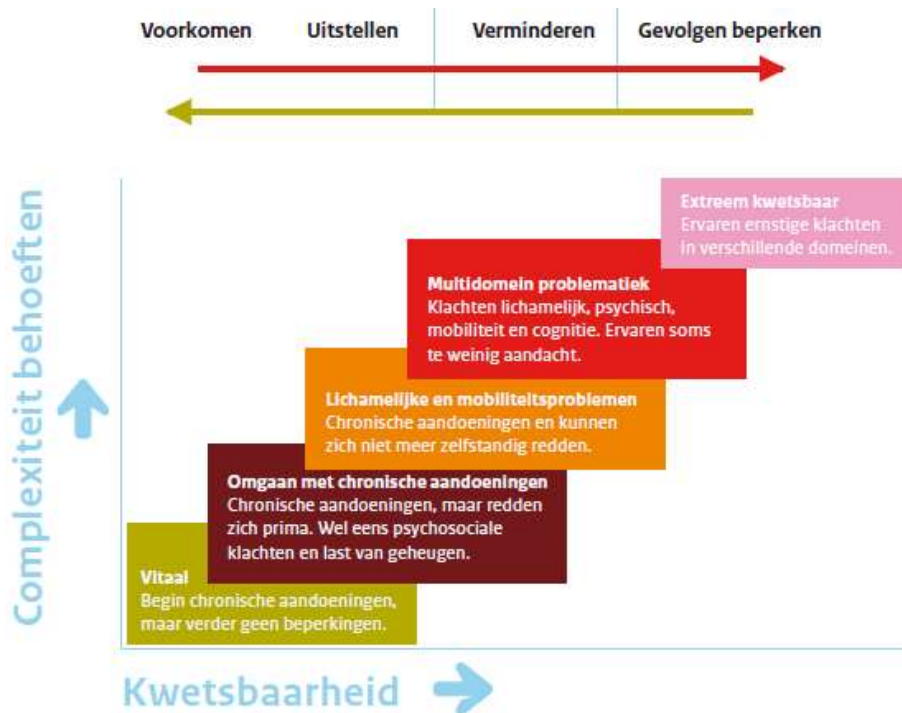 Voorkomen Uitstellen Verminderen Gevolgen beperken
Complexiteit behoeften
Extreem kwetsbaar
Ervaren ernstige klachten
in verschillende domeinen.
Multidomein problematiek
Klachten lichamelijk, psychisch,
mobiliteit en cognitie. Ervaren soms
te weinig aandacht.
Lichamelijke en mobiliteitsproblemen
Chronische aandoeningen en kunnen
zich niet meer zelfstandig redden.
Omgaan met chronische aandoeningen
Chronische aandoeningen, maar redden
zich prima. Wel eens psychosociale
klachten en last van geheugen.
Vitaal
Begin chronische aandoeningen,
maar verder geen beperkingen.
Kwetsbaarheid